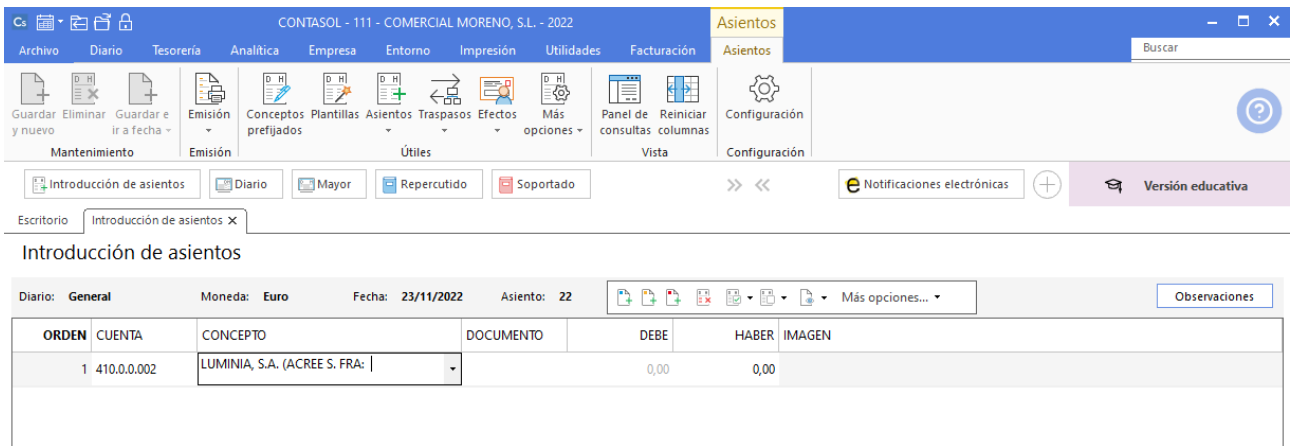 Cs CONTASOL - 111 - COMERCIAL MORENO, S.L. - 2022 Asientos
Archivo Diario Tesorería Analítica Empresa Entorno Impresión Utilidades Facturación Asientos Buscar
D H D H D H D H D H
Guardar Eliminar Guardar e Emisión Conceptos Plantillas Asientos Traspasos Efectos Más Panel de Reiniciar Configuración
y nuevo ir a fecha prefijados opciones consultas columnas
Mantenimiento Emisión Útiles Vista Configuración
Introducción de asientos Diario Mayor Repercutido Soportado Notificaciones electrónicas Versión educativa
Escritorio Introducción de asientos X
Introducción de asientos
Diario: General Moneda: Euro Fecha: 23/11/2022 Asiento: 22 Más opciones... Observaciones
ORDEN CUENTA CONCEPTO DOCUMENTO DEBE HABER IMAGEN
1 410.0.0.002 LUMINIA, S.A. (ACREE S. FRA: 0,00 0,00